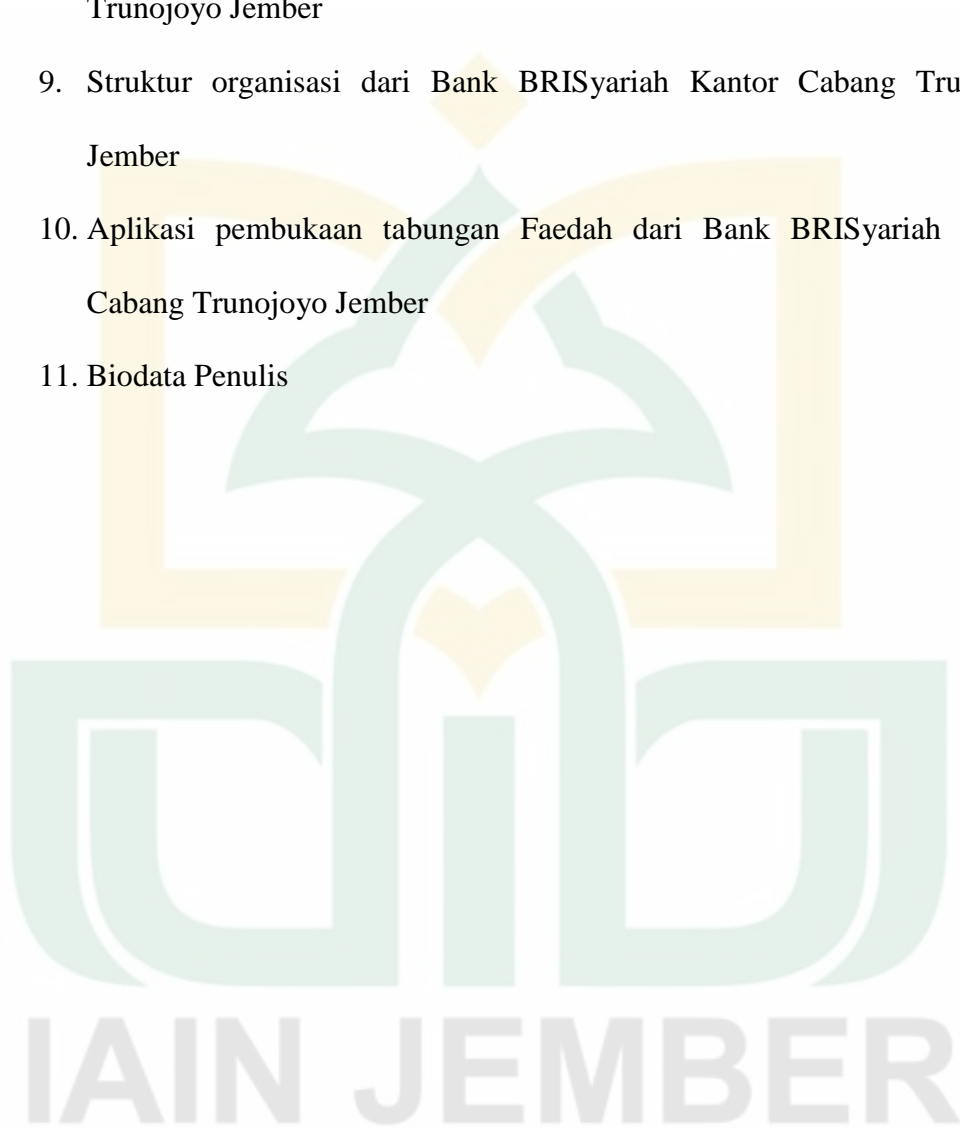 Trunojoyo Jember
9. Struktur organisasi dari Bank BRISyariah Kantor Cabang
Jember
10. Aplikasi pembukaan tabungan Faedah dari Bank BRISyariah
Cabang Trunojoyo Jember
11. Biodata Penulis
IAIN JEMBER